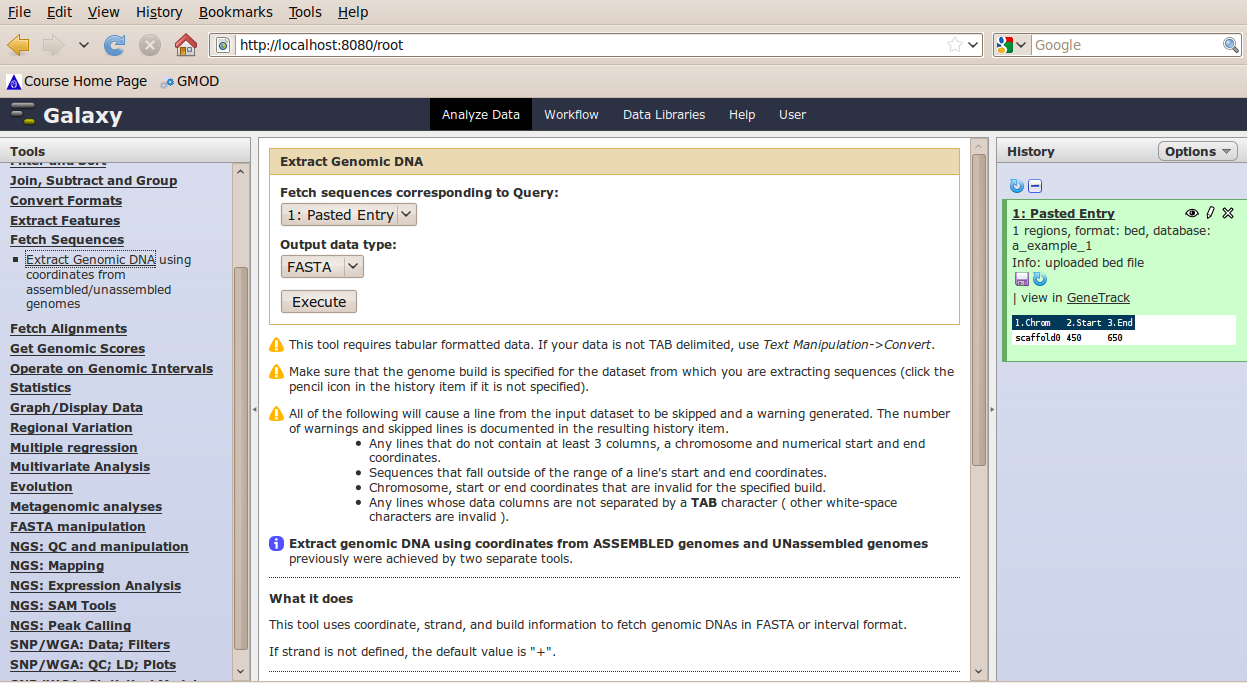 File Edit View History Bookmarks Tools Help
http://localhost:8080/root
Google
Course Home Page GMOD
Galaxy
Analyze Data Workflow Data Libraries Help User
Tools
Filter and Sort
Join, Subtract and Group
Convert Formats
Extract Features
Fetch Sequences
Extract Genomic DNA using
coordinates from
assembled/unassembled
genomes
Fetch Alignments
Get Genomic Scores
Operate on Genomic Intervals
Statistics
Graph/Display Data
Regional Variation
Multiple regression
Multivariate Analysis
Evolution
Metagenomic analyses
FASTA manipulation
NGS: QC and manipulation
NGS: Mapping
NGS: Expression Analysis
NGS: SAM Tools
NGS: Peak Calling
SNP/WGA: Data; Filters
SNP/WGA: QC; LD; Plots
Extract Genomic DNA
Fetch sequences corresponding to Query:
1: Pasted Entry
Output data type:
FASTA
Execute
This tool requires tabular formatted data. If your data is not TAB delimited, use Text Manipulation->Convert.
Make sure that the genome build is specified for the dataset from which you are extracting sequences (click the
pencil icon in the history item if it is not specified).
All of the following will cause a line from the input dataset to be skipped and a warning generated. The number
of warnings and skipped lines is documented in the resulting history item.
• Any lines that do not contain at least 3 columns, a chromosome and numerical start and end
coordinates.
• Sequences that fall outside of the range of a line's start and end coordinates.
• Chromosome, start or end coordinates that are invalid for the specified build.
• Any lines whose data columns are not separated by a TAB character ( other white-space
characters are invalid ).
Extract genomic DNA using coordinates from ASSEMBLED genomes and UNassembled genomes
previously were achieved by two separate tools.
What it does
This tool uses coordinate, strand, and build information to fetch genomic DNAs in FASTA or interval format.
If strand is not defined, the default value is "+".
History
Options
1: Pasted Entry
1 regions, format: bed, database:
a_example_1
Info: uploaded bed file
| view in GeneTrack
1.Chrom 2.Start 3.End
scaffold0 450 650